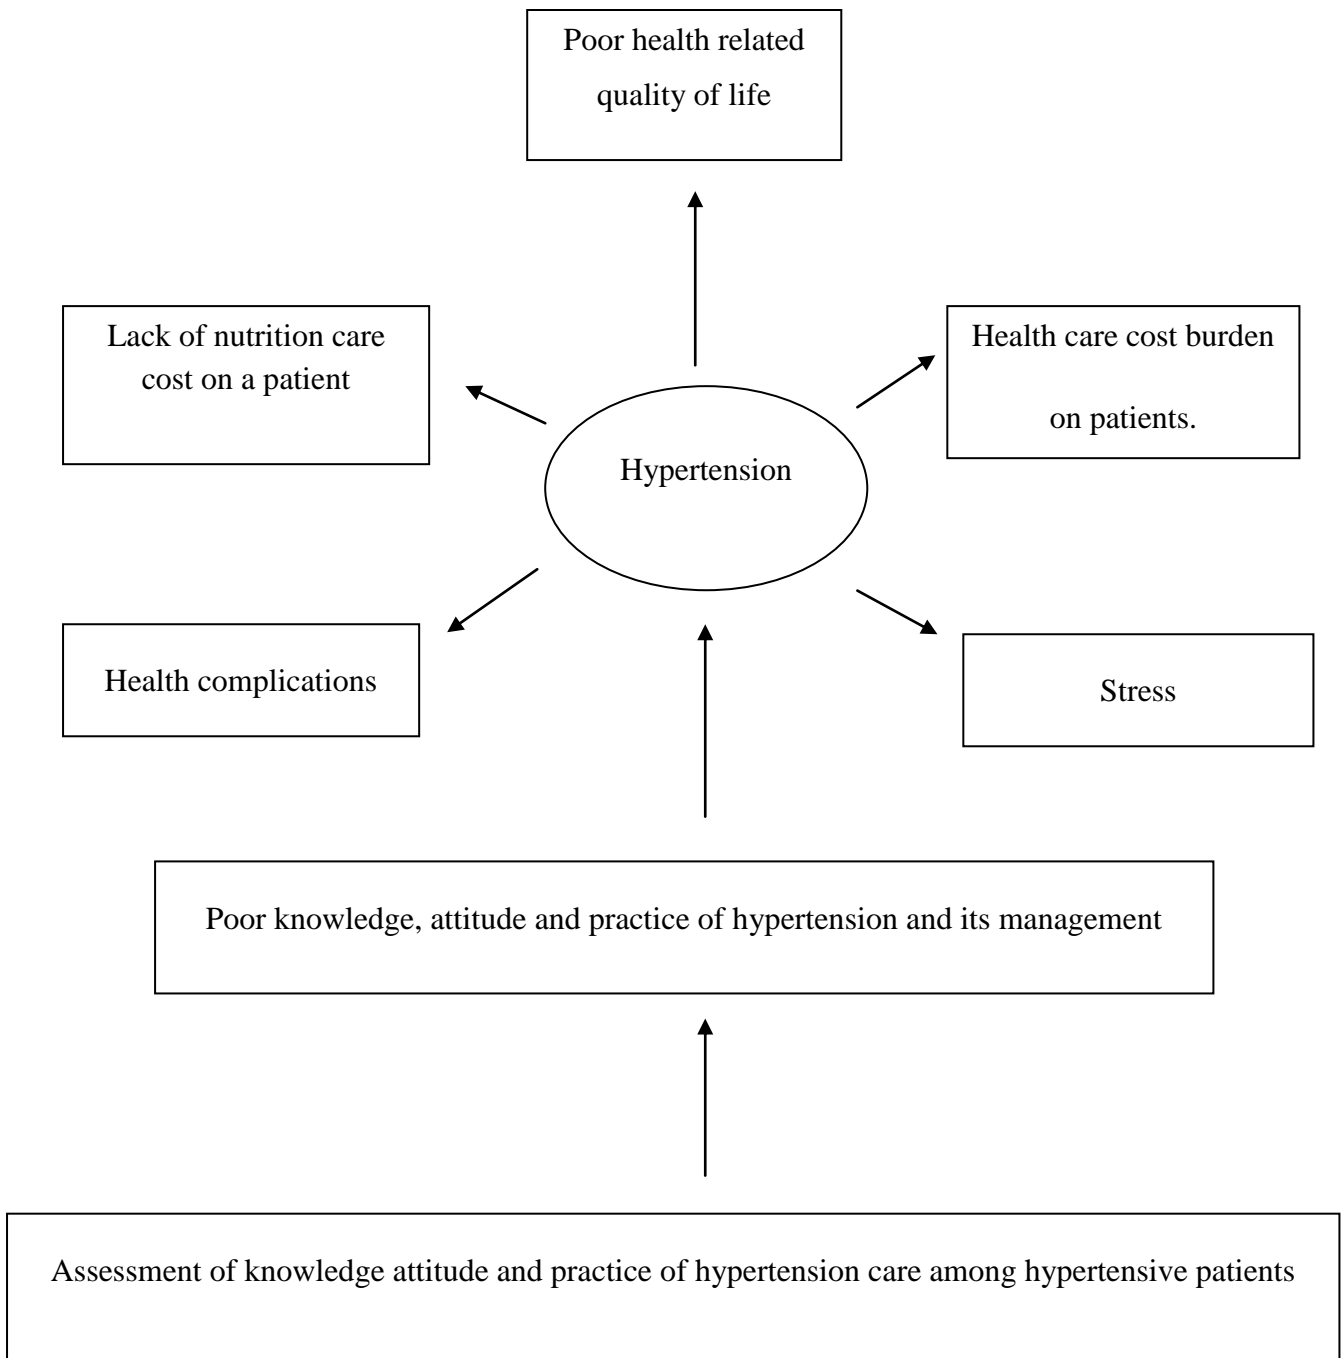 Poor health related
quality of life
Lack of nutrition care
cost on a patient
Health care cost burden
on patients.
Hypertension
Health complications
Stress
Poor knowledge, attitude and practice of hypertension and its management
Assessment of knowledge attitude and practice of hypertension care among hypertensive patients